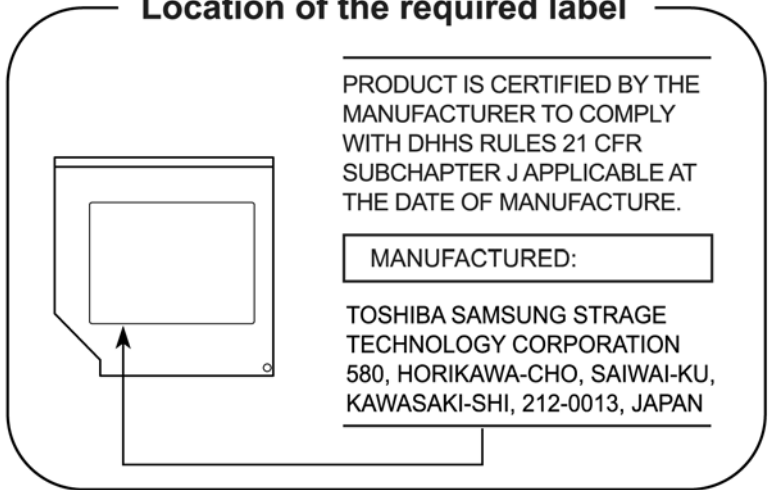 Location of the required label
PRODUCT IS CERTIFIED BY THE
MANUFACTURER TO COMPLY
WITH DHHS RULES 21 CFR
SUBCHAPTER J APPLICABLE AT
THE DATE OF MANUFACTURE.
MANUFACTURED:
TOSHIBA SAMSUNG STRAGE
TECHNOLOGY CORPORATION
580, HORIKAWA-CHO, SAIWAI-KU,
KAWASAKI-SHI, 212-0013, JAPAN